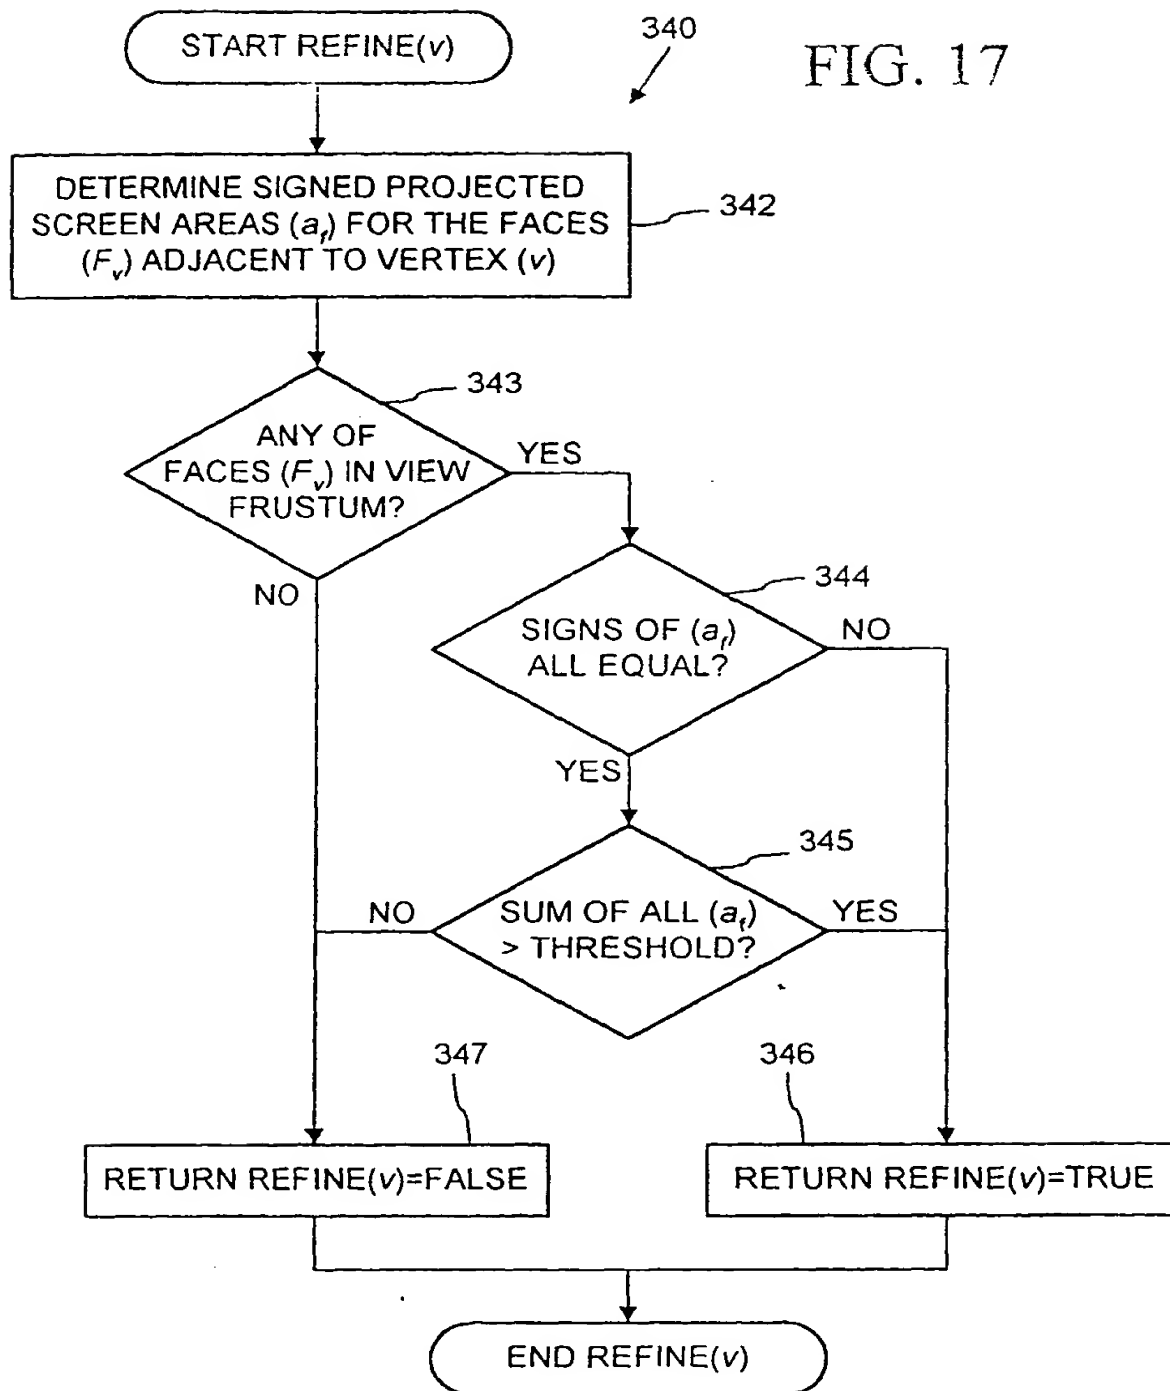 START REFINE(v)
340
FIG. 17
DETERMINE SIGNED PROJECTED
SCREEN AREAS (af) FOR THE FACES
(Fv) ADJACENT TO VERTEX (v)
342
343
ANY OF
FACES (Fv) IN VIEW
FRUSTUM?
YES
NO
344
SIGNS OF (af)
ALL EQUAL?
NO
YES
345
SUM OF ALL (af)
> THRESHOLD?
NO
YES
347
346
RETURN REFINE(v)=FALSE
RETURN REFINE(v)=TRUE
END REFINE(v)